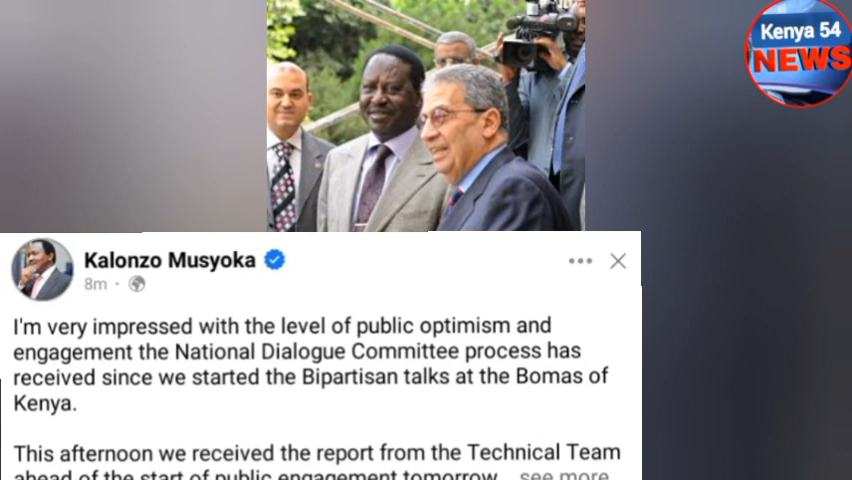 Kenya 54
NEWS
Kalonzo Musyoka
8m ·
I'm very impressed with the level of public optimism and
engagement the National Dialogue Committee process has
received since we started the Bipartisan talks at the Bomas of
Kenya.
This afternoon we received the report from the Technical Team
ahead of the start of public engagement tomorrow... see more